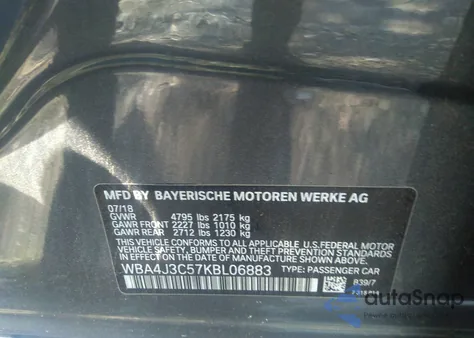 MFD BY BAYERISCHE MOTOREN WERKE AG
07/18
GVWR 4795 lbs 2175 kg
GAWR FRONT 2227 lbs 1010 kg
GAWR REAR 2712 lbs 1230 kg
THIS VEHICLE CONFORMS TO ALL APPLICABLE U.S.FEDERAL MOTOR
VEHICLE SAFETY, BUMPER, AND THEFT PREVENTION STANDARDS
IN EFFECT ON THE DATE OF MANUFACTURE SHOWN ABOVE.
WBA4J3C57KBL06883 TYPE: PASSENGER CAR
B39/7
autoSnap